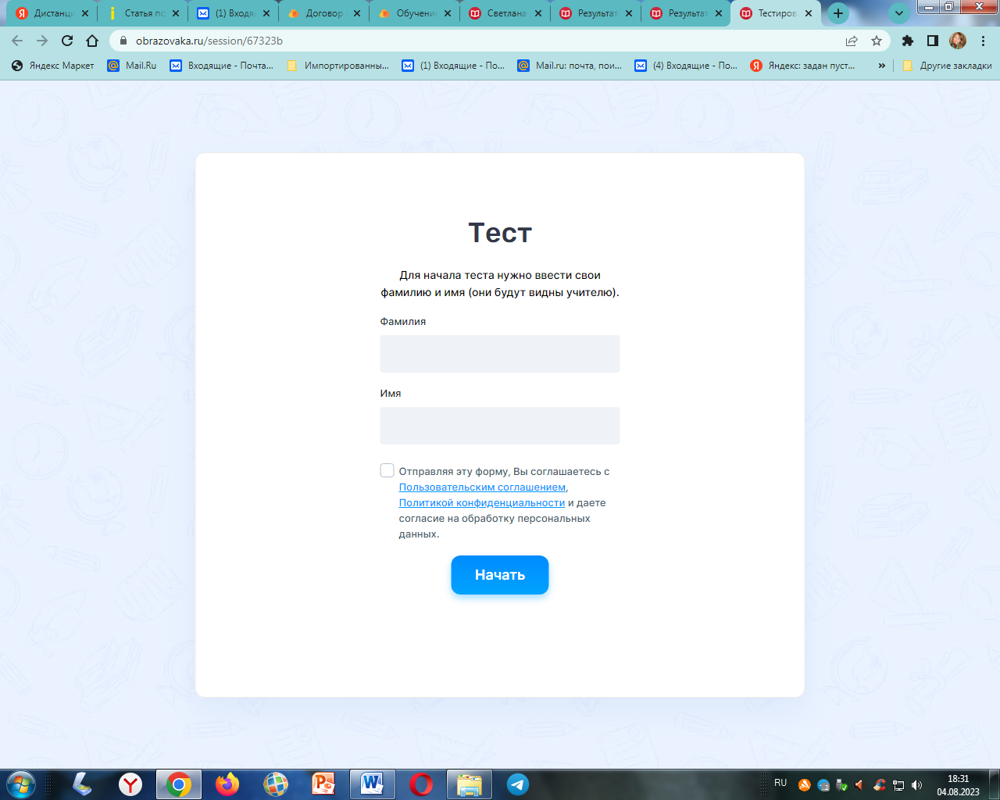 Дистанци
Статья по
(1) Входя
Договор
Обучени
Светлана
Результат
Результат
Тестиров
obrazovaka.ru/session/67323b
Яндекс Маркет
Mail.Ru
Входящие - Почта...
Импортированны...
(1) Входящие - По...
Mail.ru: почта, пои...
(4) Входящие - По...
Яндекс: задан пуст...
»
Другие закладки
Тест
Для начала теста нужно ввести свои
фамилию и имя (они будут видны учителю).
Фамилия
Имя
Отправляя эту форму, Вы соглашаетесь с
Пользовательским соглашением,
Политикой конфиденциальности и даете
согласие на обработку персональных
данных.
Начать
RU
18:31
04.08.2023